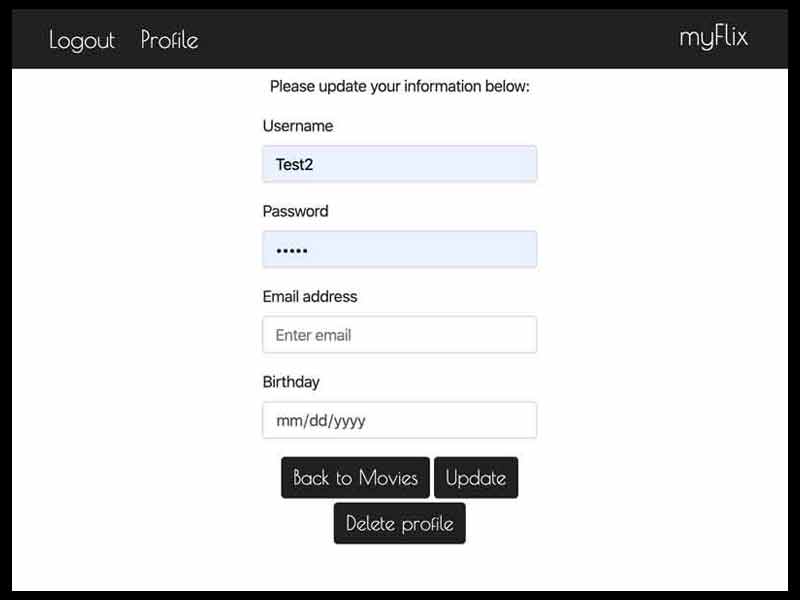 Logout Profile myFlix
Please update your information below:
Username
Test2
Password
•••••
Email address
Enter email
Birthday
mm/dd/yyyy
Back to Movies Update
Delete profile